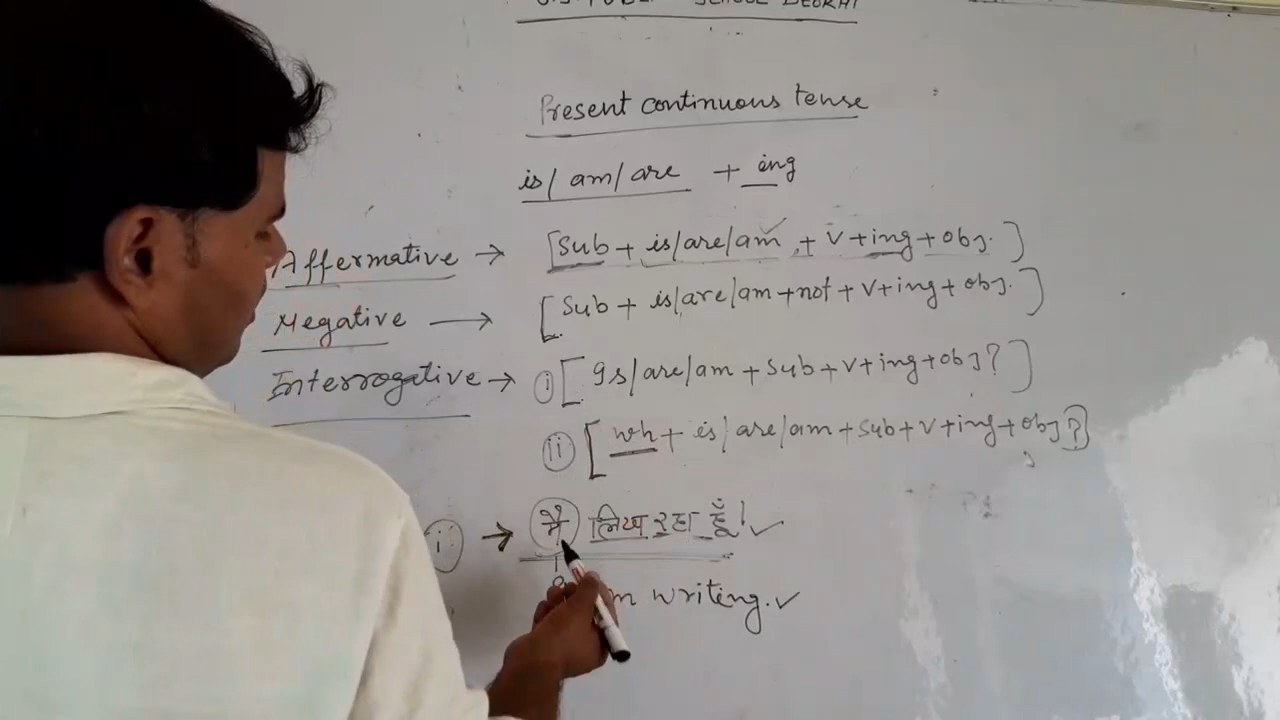 Present continuous tense
is/ am/ are + ing
Affermative → [Sub + is/are/am + v+ing+obj.]
Negative → [Sub + is/are/am+not+v+ing+obj.]
Interrogative → i [Is/are/am+sub+v+ing+obj?]
ii [wh+ is/are/am+sub+v+ing+obj?]
i → मैं लिख रहा हूँ। ✓
writing. ✓